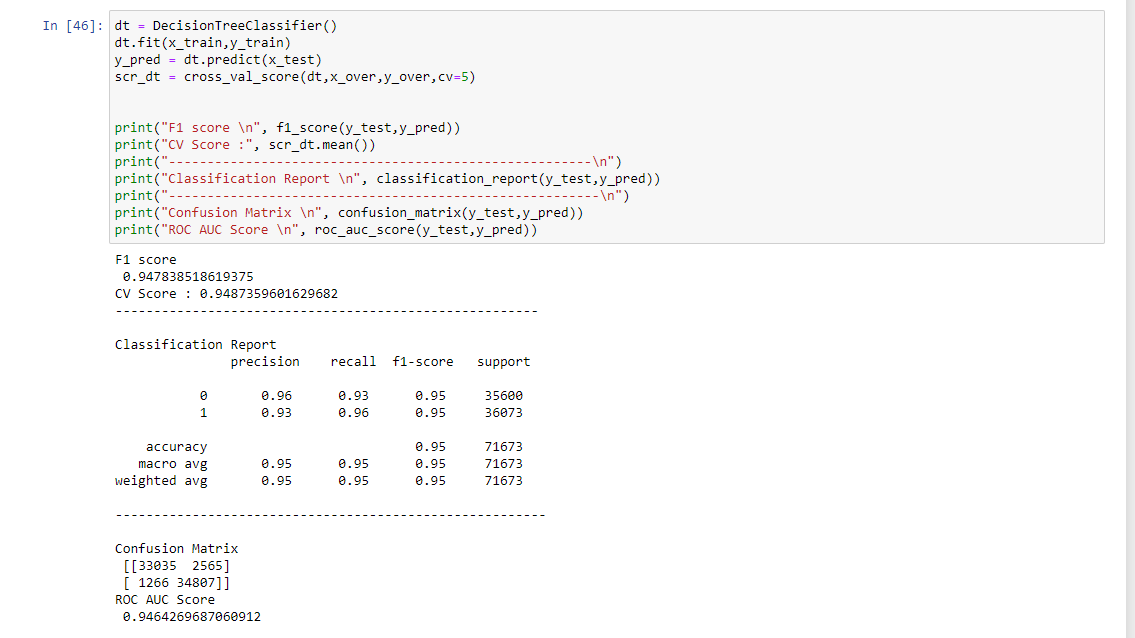 In [46]: dt = DecisionTreeClassifier()
dt.fit(x_train,y_train)
y_pred = dt.predict(x_test)
scr_dt = cross_val_score(dt,x_over,y_over,cv=5)
print("F1 score \n", f1_score(y_test,y_pred))
print("CV Score :", scr_dt.mean())
print("-------------------------------------------------------\n")
print("Classification Report \n", classification_report(y_test,y_pred))
print("--------------------------------------------------------\n")
print("Confusion Matrix \n", confusion_matrix(y_test,y_pred))
print("ROC AUC Score \n", roc_auc_score(y_test,y_pred))
F1 score
 0.947838518619375
CV Score : 0.9487359601629682
-------------------------------------------------------
Classification Report
               precision    recall  f1-score   support
           0       0.96      0.93      0.95     35600
           1       0.93      0.96      0.95     36073
    accuracy                           0.95     71673
   macro avg       0.95      0.95      0.95     71673
weighted avg       0.95      0.95      0.95     71673
--------------------------------------------------------
Confusion Matrix
 [[33035  2565]
 [ 1266 34807]]
ROC AUC Score
 0.9464269687060912